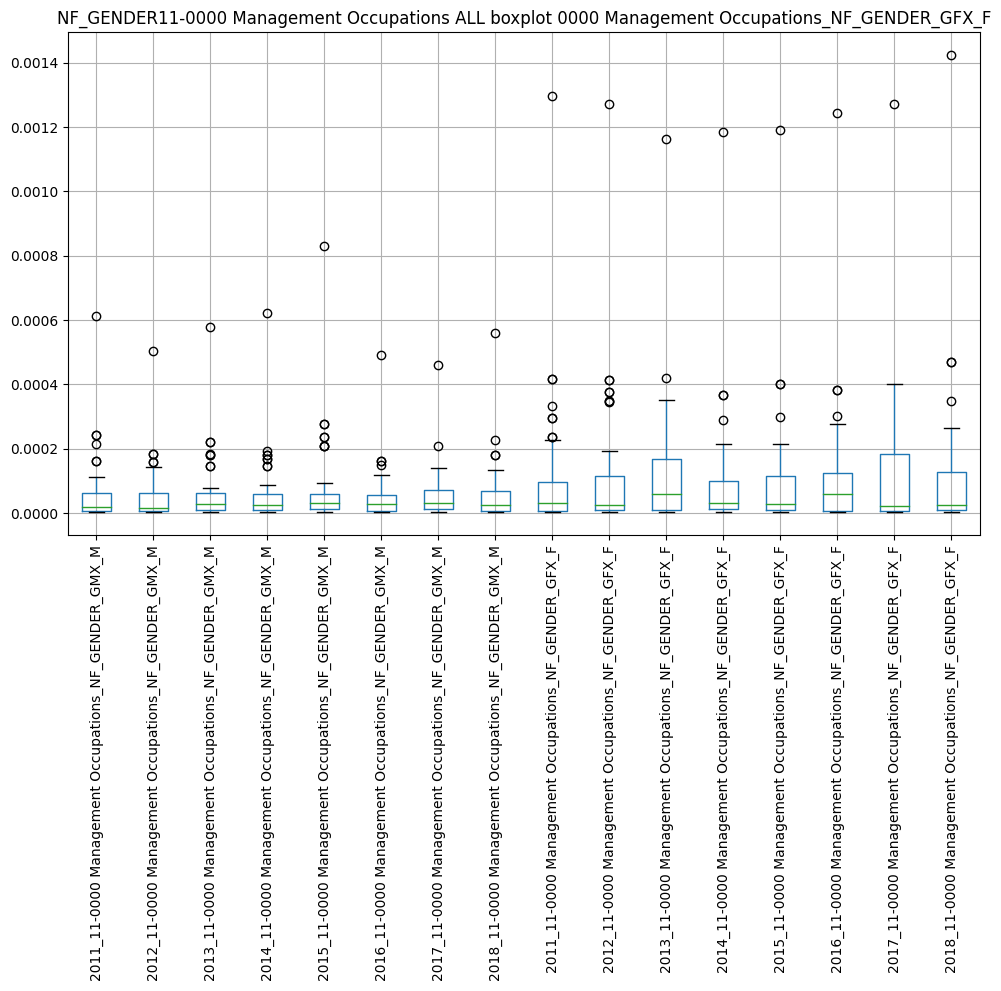 NF_GENDER11-0000 Management Occupations ALL boxplot 0000 Management Occupations_NF_GENDER_GFX_F
0.0014
0.0012
0.0010
0.0008
0.0006
0.0004
0.0002
0.0000
2011_11-0000 Management Occupations_NF_GENDER_GMX_M
2012_11-0000 Management Occupations_NF_GENDER_GMX_M
2013_11-0000 Management Occupations_NF_GENDER_GMX_M
2014_11-0000 Management Occupations_NF_GENDER_GMX_M
2015_11-0000 Management Occupations_NF_GENDER_GMX_M
2016_11-0000 Management Occupations_NF_GENDER_GMX_M
2017_11-0000 Management Occupations_NF_GENDER_GMX_M
2018_11-0000 Management Occupations_NF_GENDER_GMX_M
2011_11-0000 Management Occupations_NF_GENDER_GFX_F
2012_11-0000 Management Occupations_NF_GENDER_GFX_F
2013_11-0000 Management Occupations_NF_GENDER_GFX_F
2014_11-0000 Management Occupations_NF_GENDER_GFX_F
2015_11-0000 Management Occupations_NF_GENDER_GFX_F
2016_11-0000 Management Occupations_NF_GENDER_GFX_F
2017_11-0000 Management Occupations_NF_GENDER_GFX_F
2018_11-0000 Management Occupations_NF_GENDER_GFX_F